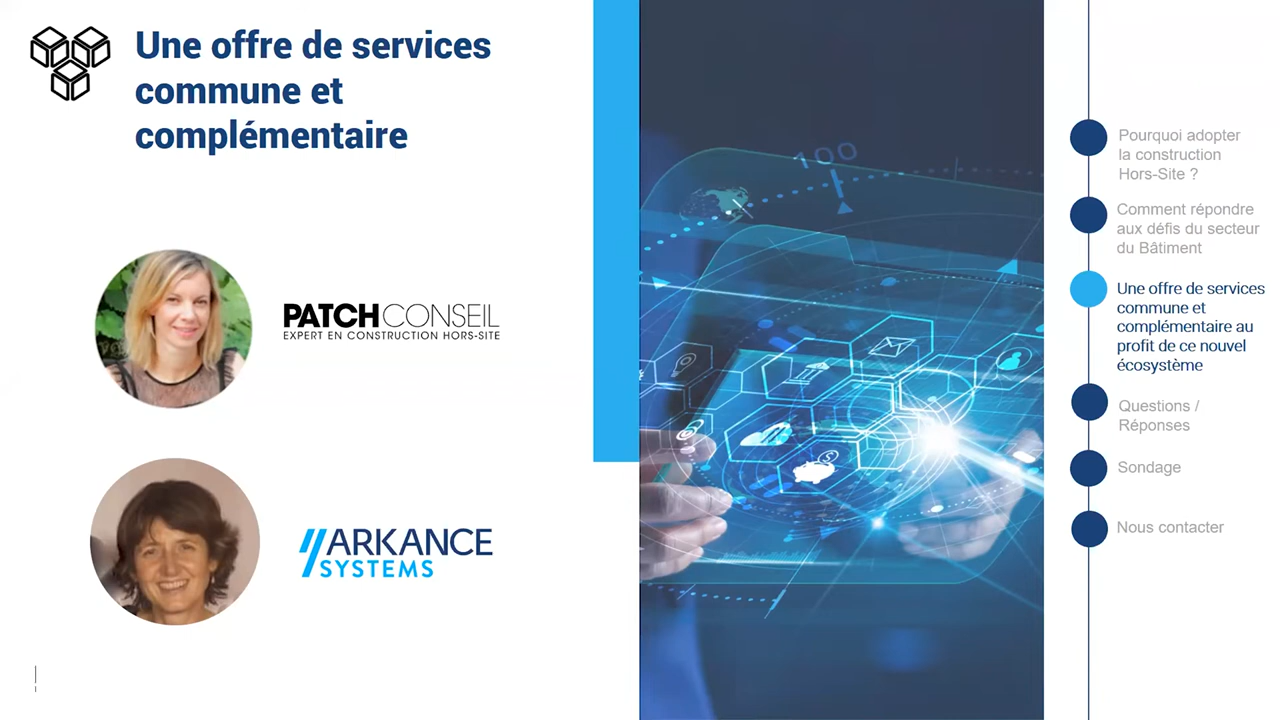 Une offre de services
commune et
complémentaire
PATCH CONSEIL
EXPERT EN CONSTRUCTION HORS-SITE
ARKANCE
SYSTEMS
100
Pourquoi adopter
la construction
Hors-Site ?
Comment répondre
aux défis du secteur
du Bâtiment
Une offre de services
commune et
complémentaire au
profit de ce nouvel
écosystème
Questions /
Réponses
Sondage
Nous contacter